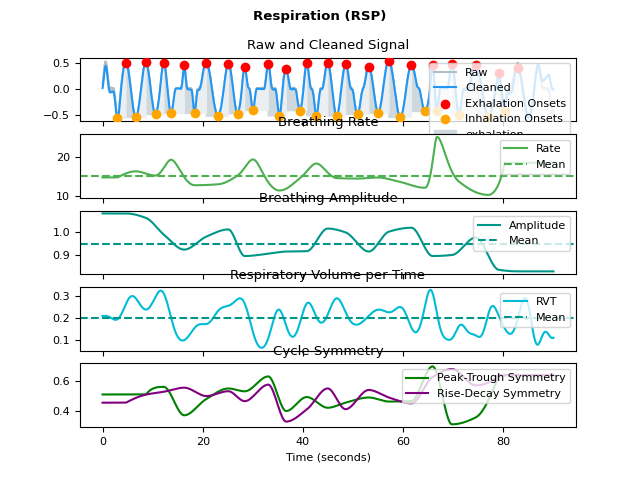 Respiration (RSP)
Raw and Cleaned Signal
0.5
0.0
−0.5
Raw
Cleaned
Exhalation Onsets
Inhalation Onsets
exhalation
Breathing Rate
20
10
Rate
Mean
Breathing Amplitude
1.0
0.9
Amplitude
Mean
Respiratory Volume per Time
0.3
0.2
0.1
RVT
Mean
Cycle Symmetry
0.6
0.4
Peak-Trough Symmetry
Rise-Decay Symmetry
0 20 40 60 80
Time (seconds)